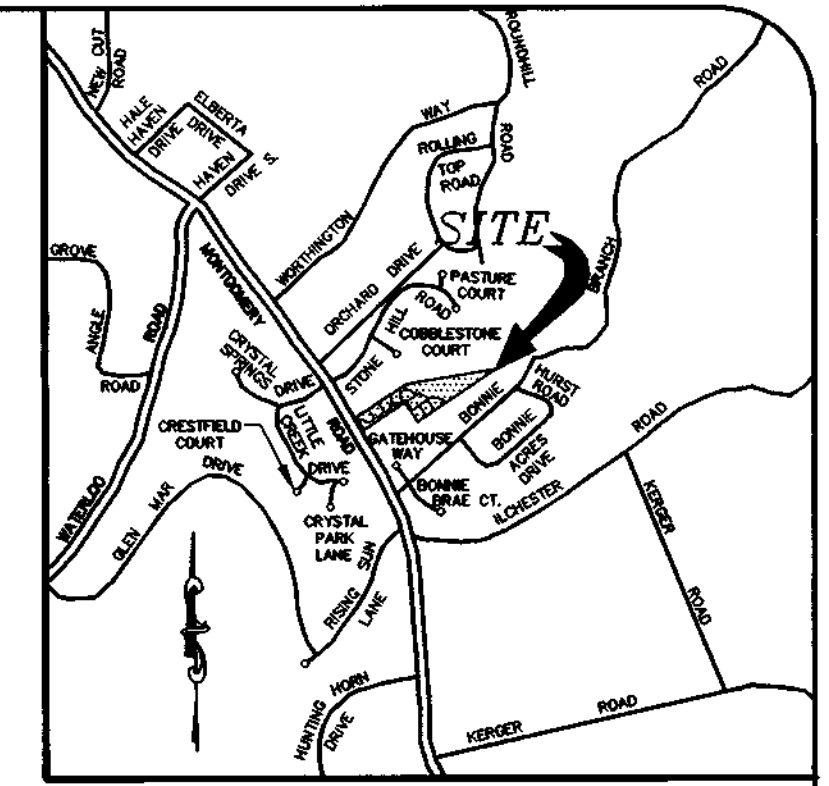 NEW CUT
ROAD
HALE
HAVEN
DRIVE
ELBERTA
DRIVE
HAVEN
DRIVE S.
ROUNDHILL
ROAD
WAY
WORTHINGTON
ROLLING
TOP
ROAD
ROAD
BRANCH
SITE
GROVE
ANGLE
ROAD
MONTGOMERY
ROAD
WATERLOO
ROAD
ORCHARD DRIVE
PASTURE
COURT
STONE HILL ROAD
COBBLESTONE
COURT
CRYSTAL
SPRINGS
DRIVE
LITTLE
CREEK
DRIVE
CRESTFIELD
COURT
GLEN MAR DRIVE
CRYSTAL
PARK
LANE
GATEHOUSE
WAY
BONNIE
HURST
ROAD
BONNIE
ACRES
DRIVE
BONNIE
BRAE CT.
ILCHESTER
ROAD
KERGER
ROAD
RISING SUN
LANE
HUNTING HORN
DRIVE
KERGER ROAD